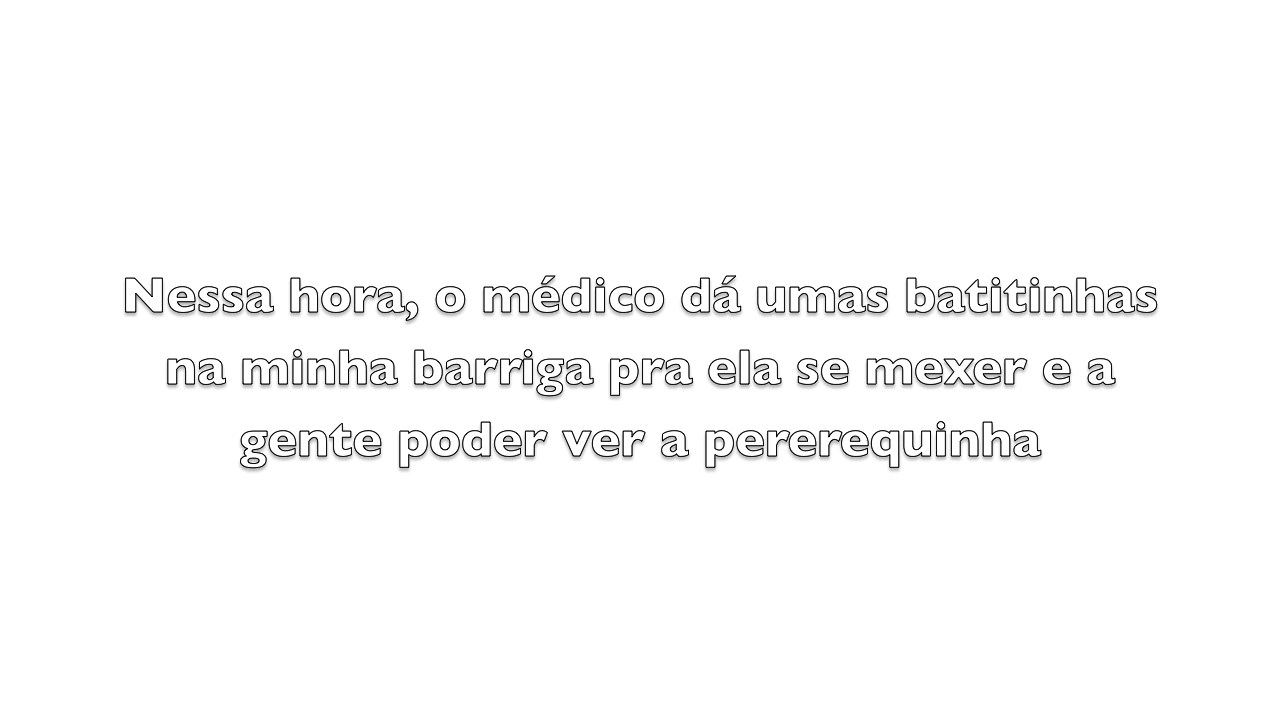 Nessa hora, o médico dá umas batitinhas
na minha barriga pra ela se mexer e a
gente poder ver a pererequinha